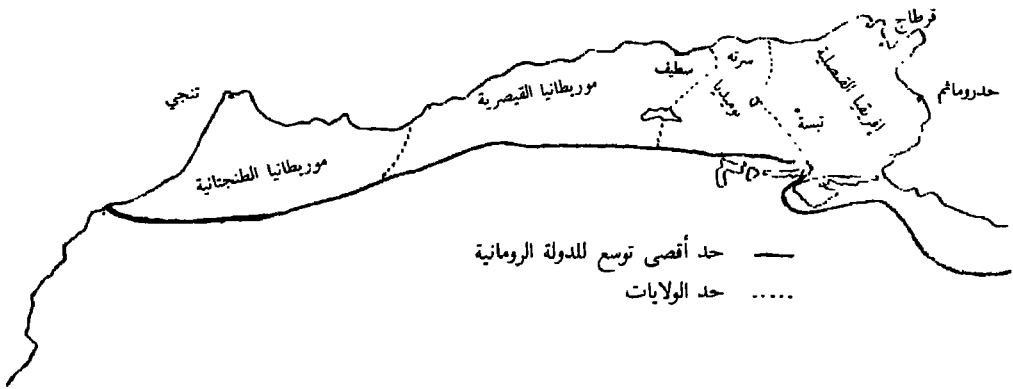 قرطاج
حدروماتم
إفريقيا القنصلية
تبسة
سرته
نوميديا
سطيف
موريطانيا القيصرية
تنجي
موريطانيا الطنجتانية
حد أقصى توسع للدولة الرومانية
حد الولايات